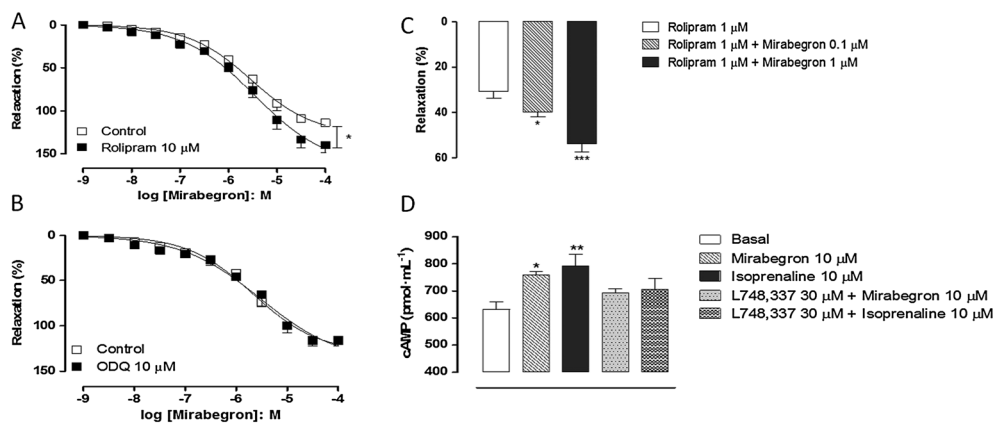 A
0
50
100
150
Relaxation (%)
Control
Rolipram 10 μM
*
-9 -8 -7 -6 -5 -4
log [Mirabegron]: M
B
0
50
100
150
Relaxation (%)
Control
ODQ 10 μM
-9 -8 -7 -6 -5 -4
log [Mirabegron]: M
C
0
20
40
60
Relaxation (%)
*
***
Rolipram 1 μM
Rolipram 1 μM + Mirabegron 0.1 μM
Rolipram 1 μM + Mirabegron 1 μM
D
900
800
700
600
500
400
cAMP (pmol·mL⁻¹)
*
**
Basal
Mirabegron 10 μM
Isoprenaline 10 μM
L748,337 30 μM + Mirabegron 10 μM
L748,337 30 μM + Isoprenaline 10 μM